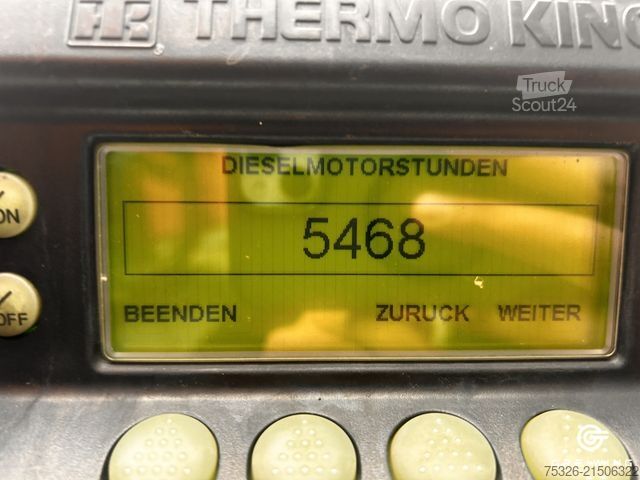 THERMO KING
Truck
Scout24
DIESELMOTORSTUNDEN
5468
ON
BEENDEN ZURUCK WEITER
OFF
75326-21506322